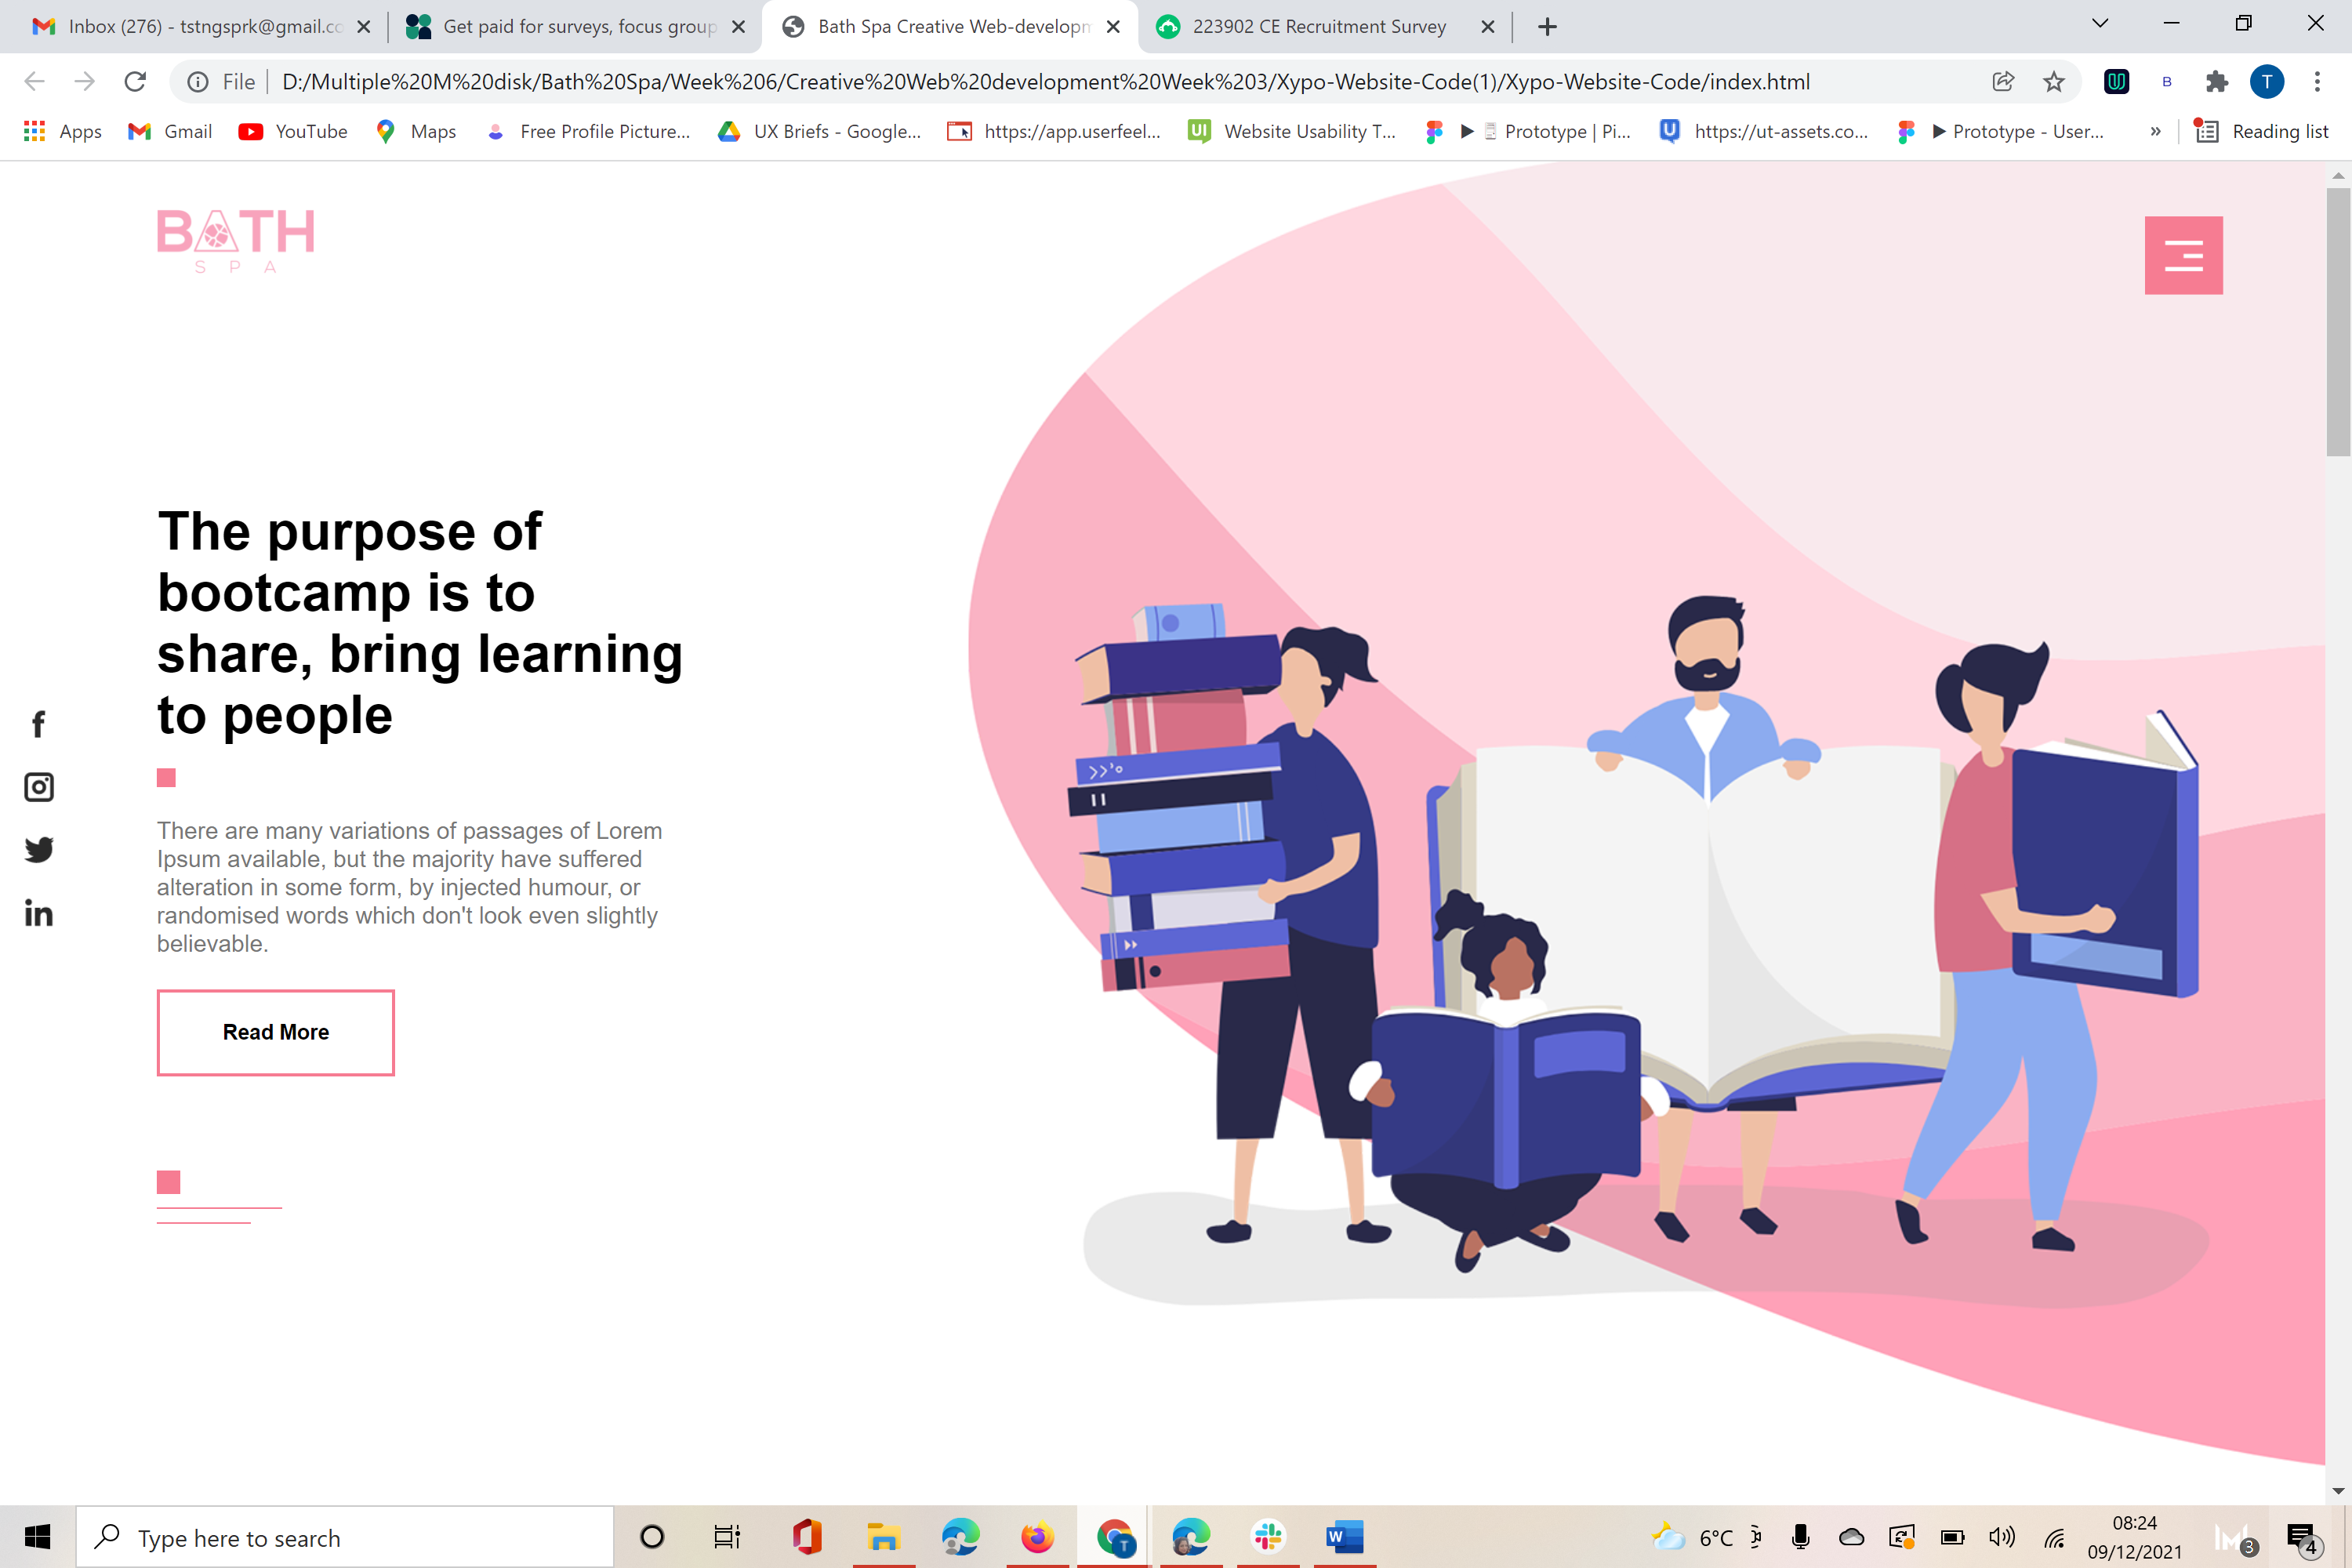 Inbox (276) - tstngsprk@gmail.co
Get paid for surveys, focus group
Bath Spa Creative Web-developm
223902 CE Recruitment Survey
File
D:/Multiple%20M%20disk/Bath%20Spa/Week%206/Creative%20Web%20development%20Week%203/Xypo-Website-Code(1)/Xypo-Website-Code/index.html
B
T
Apps
Gmail
YouTube
Maps
Free Profile Picture...
UX Briefs - Google...
https://app.userfeel...
UI
Website Usability T...
Prototype | Pi...
https://ut-assets.co...
Prototype - User...
»
Reading list
BATH
SPA
The purpose of
bootcamp is to
share, bring learning
to people
There are many variations of passages of Lorem
Ipsum available, but the majority have suffered
alteration in some form, by injected humour, or
randomised words which don't look even slightly
believable.
Read More
Type here to search
T
W
6°C
08:24
09/12/2021
3
4